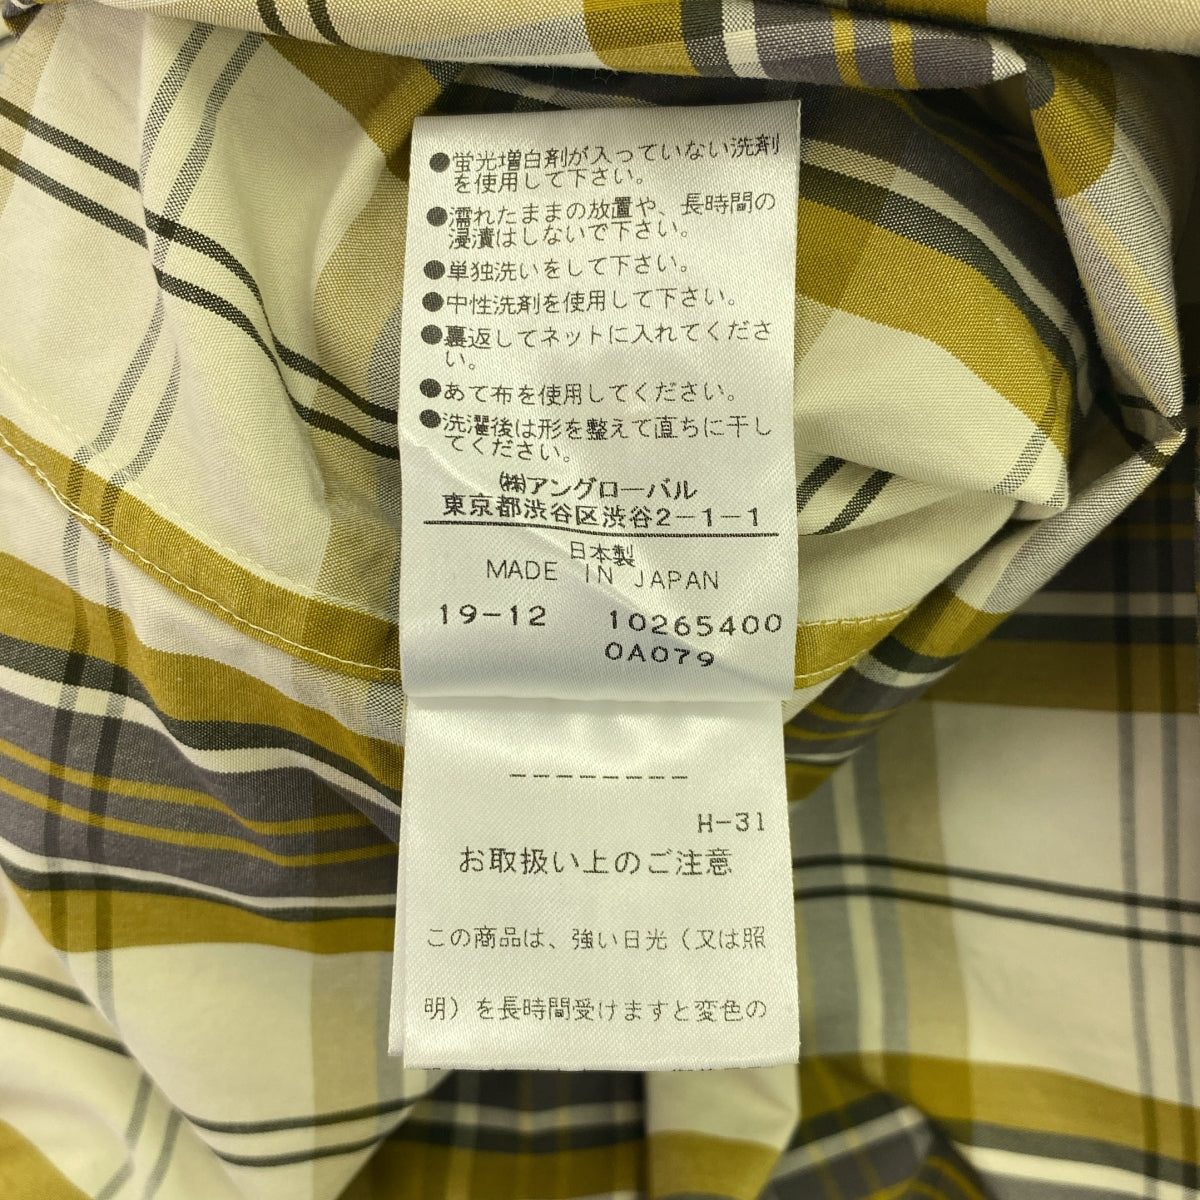 ●蛍光増白剤が入っていない洗剤
を使用して下さい。
●濡れたままの放置や、長時間の
浸漬はしないで下さい。
●単独洗いをして下さい。
●中性洗剤を使用して下さい。
●裏返してネットに入れてくださ
い。
●あて布を使用してください。
●洗濯後は形を整えて直ちに干し
てください。
㈱アングローバル
東京都渋谷区渋谷2-1-1
日本製
MADE IN JAPAN
19-12 10265400
0A079
--------
H-31
お取扱い上のご注意
この商品は、強い日光(又は照
明)を長時間受けますと変色の